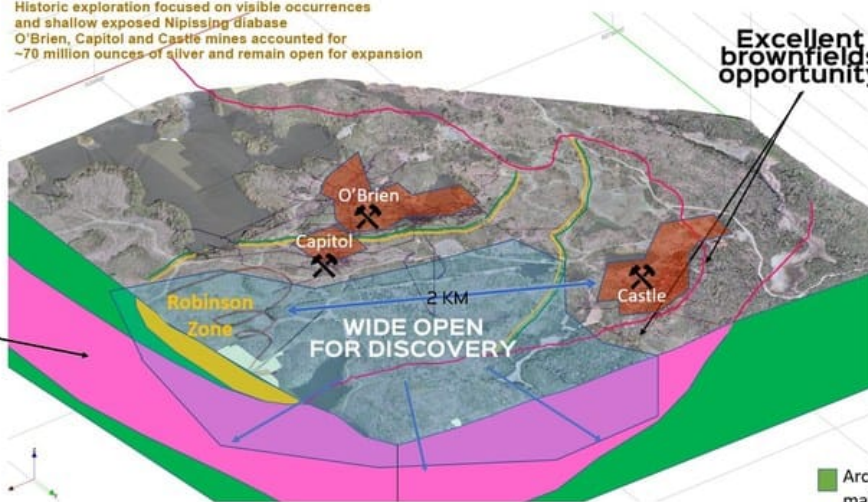 Historic exploration focused on visible occurrences
and shallow exposed Nipissing diabase
O'Brien, Capitol and Castle mines accounted for
~70 million ounces of silver and remain open for expansion
Excellent
brownfields
opportunity
O'Brien
Capitol
Castle
2 KM
Robinson
Zone
WIDE OPEN
FOR DISCOVERY